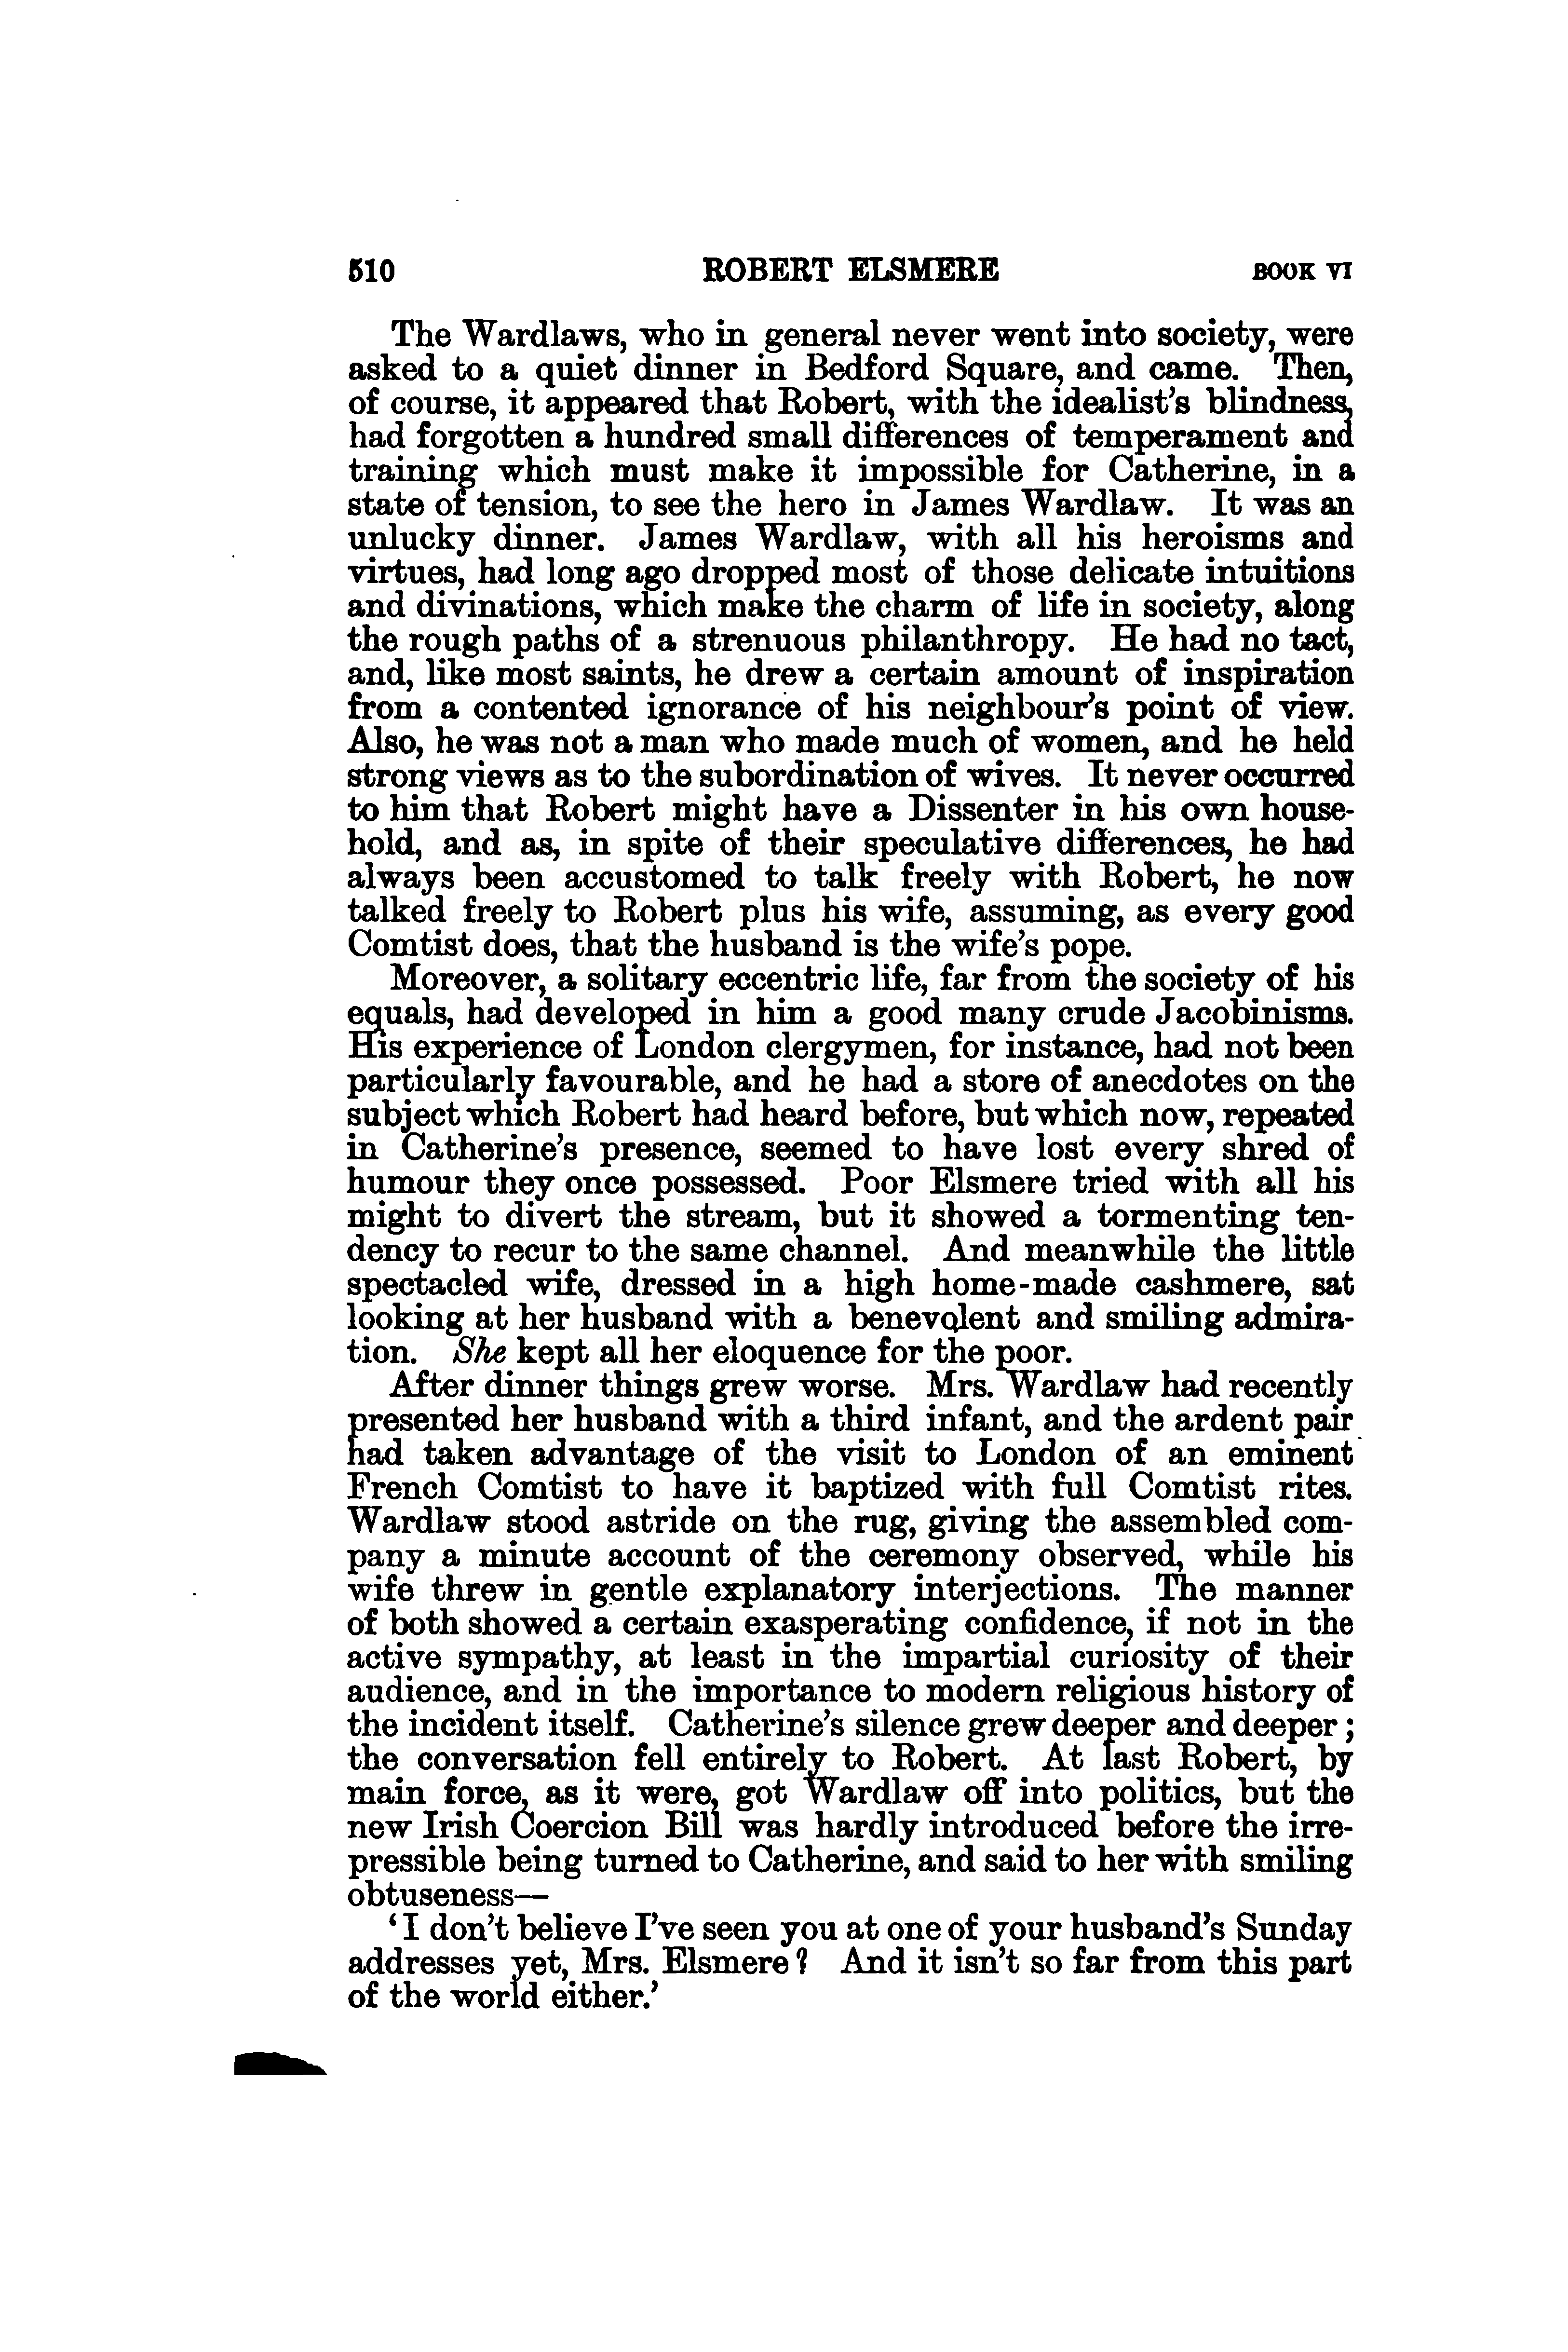 510 ROBERT ELSMERE BOOK VI
The Wardlaws, who in general never went into society, were
asked to a quiet dinner in Bedford Square, and came. Then,
of course, it appeared that Robert, with the idealist's blindness,
had forgotten a hundred small differences of temperament and
training which must make it impossible for Catherine, in a
state of tension, to see the hero in James Wardlaw. It was an
unlucky dinner. James Wardlaw, with all his heroisms and
virtues, had long ago dropped most of those delicate intuitions
and divinations, which make the charm of life in society, along
the rough paths of a strenuous philanthropy. He had no tact,
and, like most saints, he drew a certain amount of inspiration
from a contented ignorance of his neighbour's point of view.
Also, he was not a man who made much of women, and he held
strong views as to the subordination of wives. It never occurred
to him that Robert might have a Dissenter in his own house-
hold, and as, in spite of their speculative differences, he had
always been accustomed to talk freely with Robert, he now
talked freely to Robert plus his wife, assuming, as every good
Comtist does, that the husband is the wife's pope.
Moreover, a solitary eccentric life, far from the society of his
equals, had developed in him a good many crude Jacobinisms.
His experience of London clergymen, for instance, had not been
particularly favourable, and he had a store of anecdotes on the
subject which Robert had heard before, but which now, repeated
in Catherine's presence, seemed to have lost every shred of
humour they once possessed. Poor Elsmere tried with all his
might to divert the stream, but it showed a tormenting ten-
dency to recur to the same channel. And meanwhile the little
spectacled wife, dressed in a high home-made cashmere, sat
looking at her husband with a benevolent and smiling admira-
tion. She kept all her eloquence for the poor.
After dinner things grew worse. Mrs. Wardlaw had recently
presented her husband with a third infant, and the ardent pair
had taken advantage of the visit to London of an eminent
French Comtist to have it baptized with full Comtist rites.
Wardlaw stood astride on the rug, giving the assembled com-
pany a minute account of the ceremony observed, while his
wife threw in gentle explanatory interjections. The manner
of both showed a certain exasperating confidence, if not in the
active sympathy, at least in the impartial curiosity of their
audience, and in the importance to modern religious history of
the incident itself. Catherine's silence grew deeper and deeper;
the conversation fell entirely to Robert. At last Robert, by
main force, as it were, got Wardlaw off into politics, but the
new Irish Coercion Bill was hardly introduced before the irre-
pressible being turned to Catherine, and said to her with smiling
obtuseness—
'I don't believe I've seen you at one of your husband's Sunday
addresses yet, Mrs. Elsmere? And it isn't so far from this part
of the world either.'